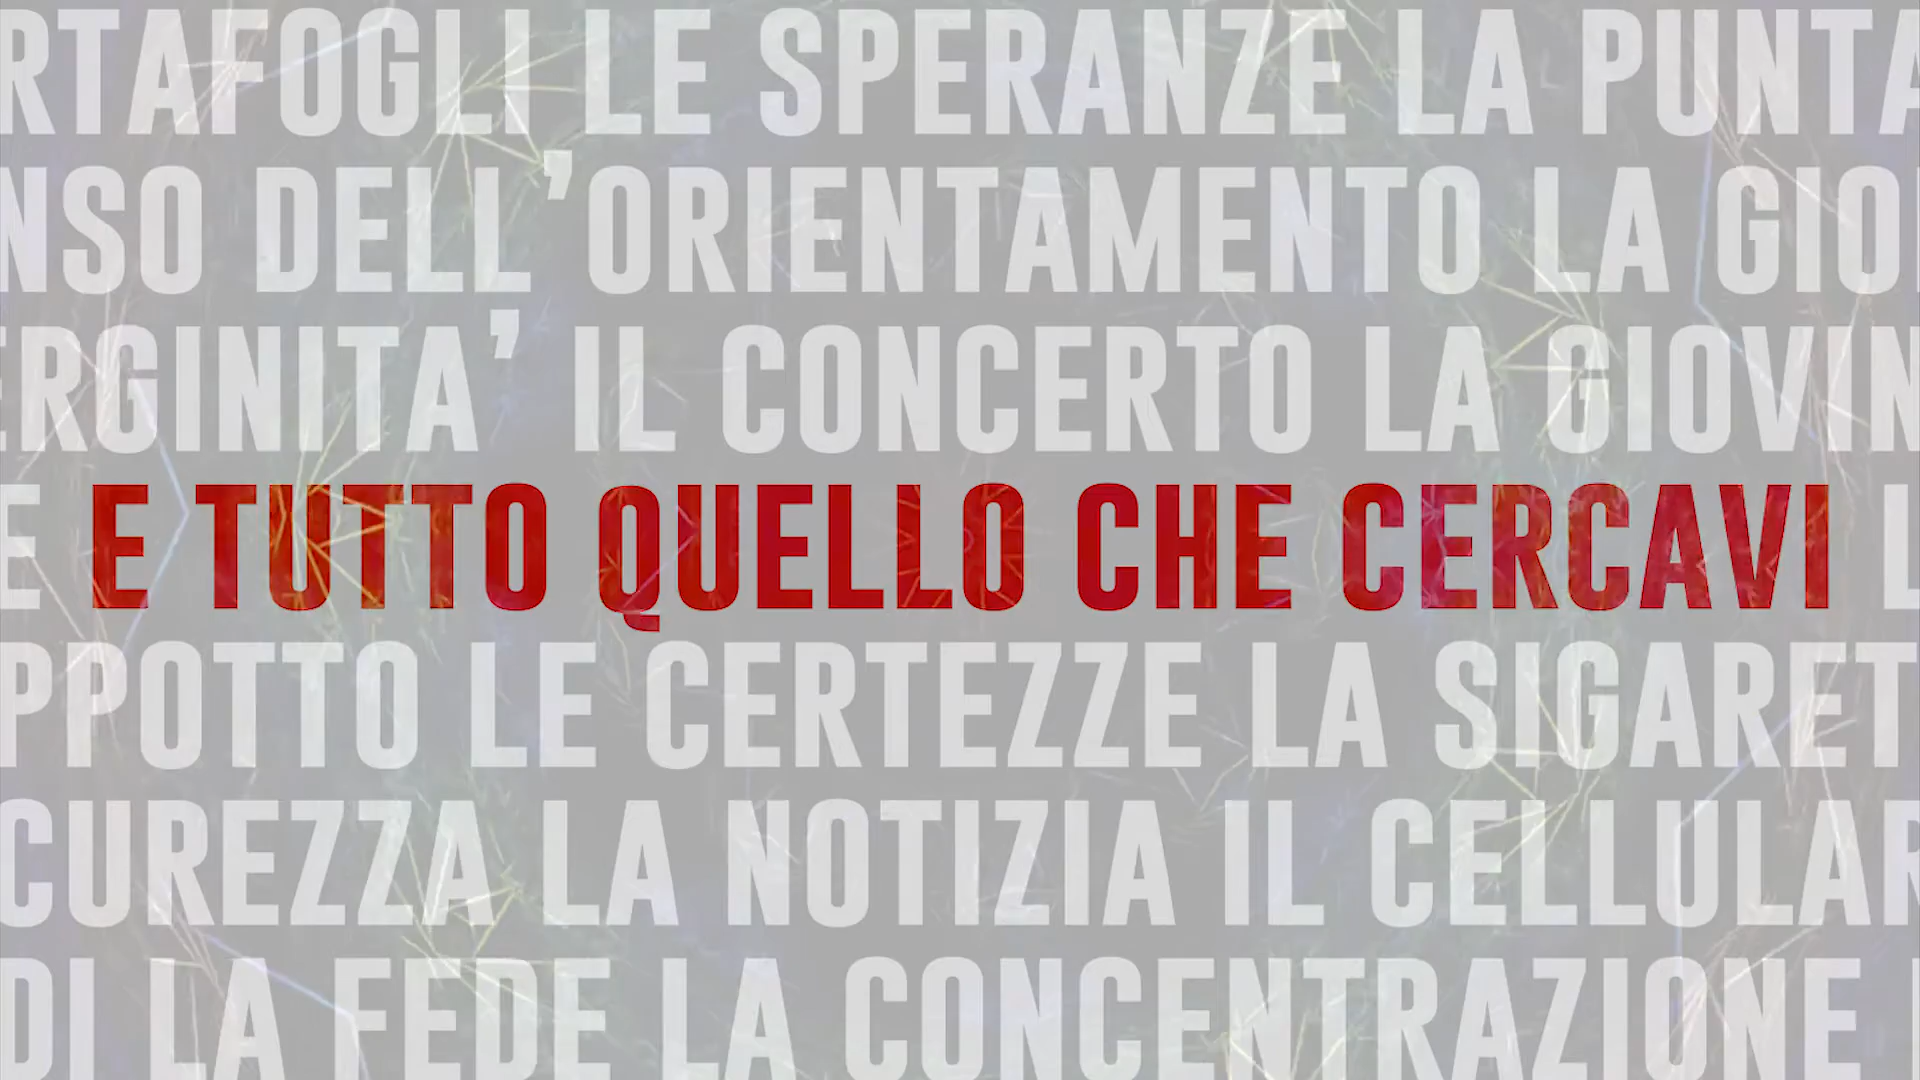 RTAFOGLI LE SPERANZE LA PUNTA
NSO DELL'ORIENTAMENTO LA GIO
ERGINITA' IL CONCERTO LA GIOVIN
E E TUTTO QUELLO CHE CERCAVI L
PPOTTO LE CERTEZZE LA SIGARET
CUREZZA LA NOTIZIA IL CELLULAR
DI LA FEDE LA CONCENTRAZIONE